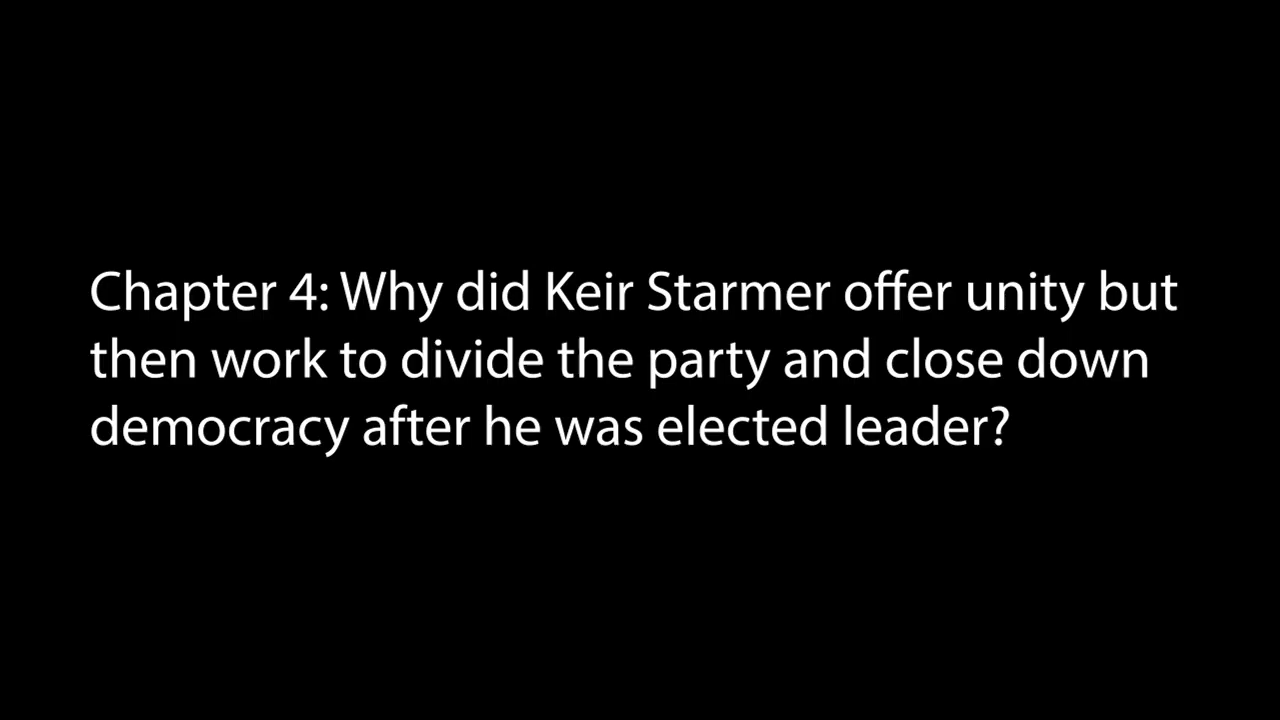 Chapter 4: Why did Keir Starmer offer unity but
then work to divide the party and close down
democracy after he was elected leader?